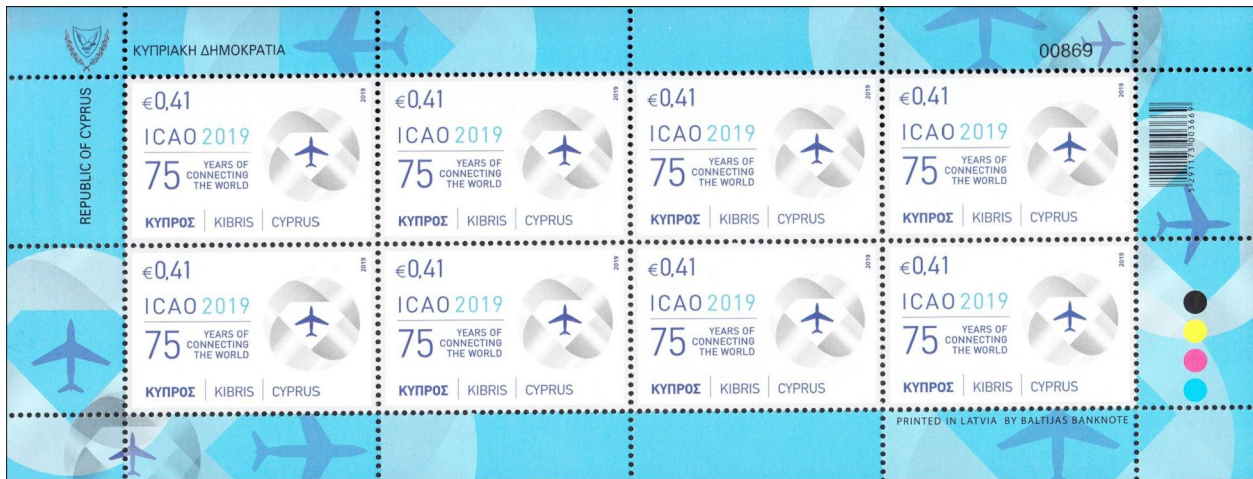 ΚΥΠΡΙΑΚΗ ΔΗΜΟΚΡΑΤΙΑ
00869
REPUBLIC OF CYPRUS
€0,41
2019
ICAO 2019
75 YEARS OF
CONNECTING
THE WORLD
ΚΥΠΡΟΣ | KIBRIS | CYPRUS
€0,41
2019
ICAO 2019
75 YEARS OF
CONNECTING
THE WORLD
ΚΥΠΡΟΣ | KIBRIS | CYPRUS
€0,41
2019
ICAO 2019
75 YEARS OF
CONNECTING
THE WORLD
ΚΥΠΡΟΣ | KIBRIS | CYPRUS
€0,41
2019
ICAO 2019
75 YEARS OF
CONNECTING
THE WORLD
ΚΥΠΡΟΣ | KIBRIS | CYPRUS
5 291173 003669
€0,41
2019
ICAO 2019
75 YEARS OF
CONNECTING
THE WORLD
ΚΥΠΡΟΣ | KIBRIS | CYPRUS
€0,41
2019
ICAO 2019
75 YEARS OF
CONNECTING
THE WORLD
ΚΥΠΡΟΣ | KIBRIS | CYPRUS
€0,41
2019
ICAO 2019
75 YEARS OF
CONNECTING
THE WORLD
ΚΥΠΡΟΣ | KIBRIS | CYPRUS
€0,41
2019
ICAO 2019
75 YEARS OF
CONNECTING
THE WORLD
ΚΥΠΡΟΣ | KIBRIS | CYPRUS
PRINTED IN LATVIA BY BALTIJAS BANKNOTE